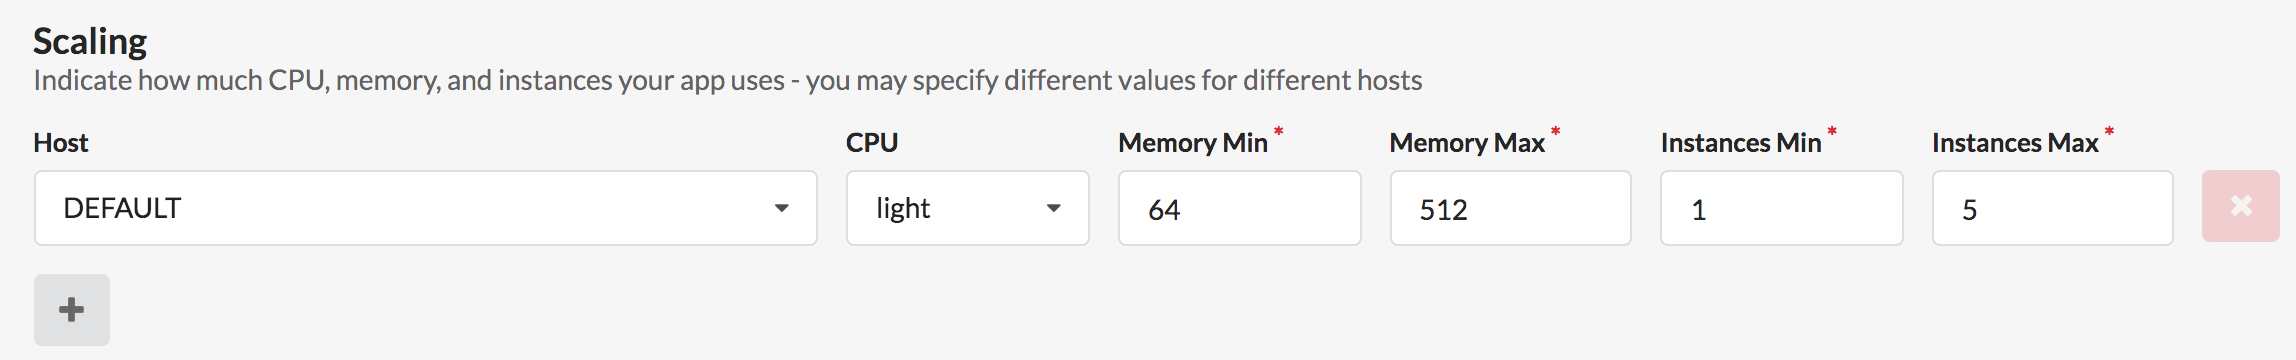 Scaling
Indicate how much CPU, memory, and instances your app uses - you may specify different values for different hosts
Host CPU Memory Min * Memory Max * Instances Min * Instances Max *
DEFAULT light 64 512 1 5